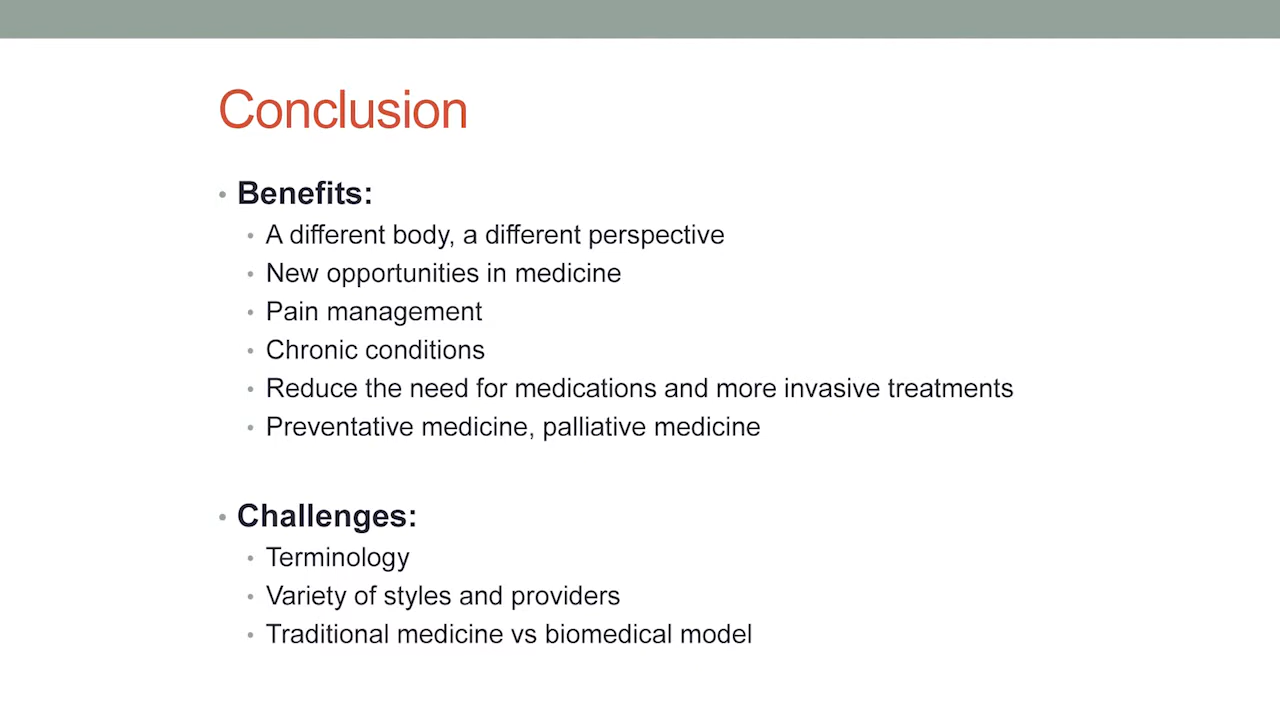 Conclusion
• Benefits:
• A different body, a different perspective
• New opportunities in medicine
• Pain management
• Chronic conditions
• Reduce the need for medications and more invasive treatments
• Preventative medicine, palliative medicine
• Challenges:
• Terminology
• Variety of styles and providers
• Traditional medicine vs biomedical model